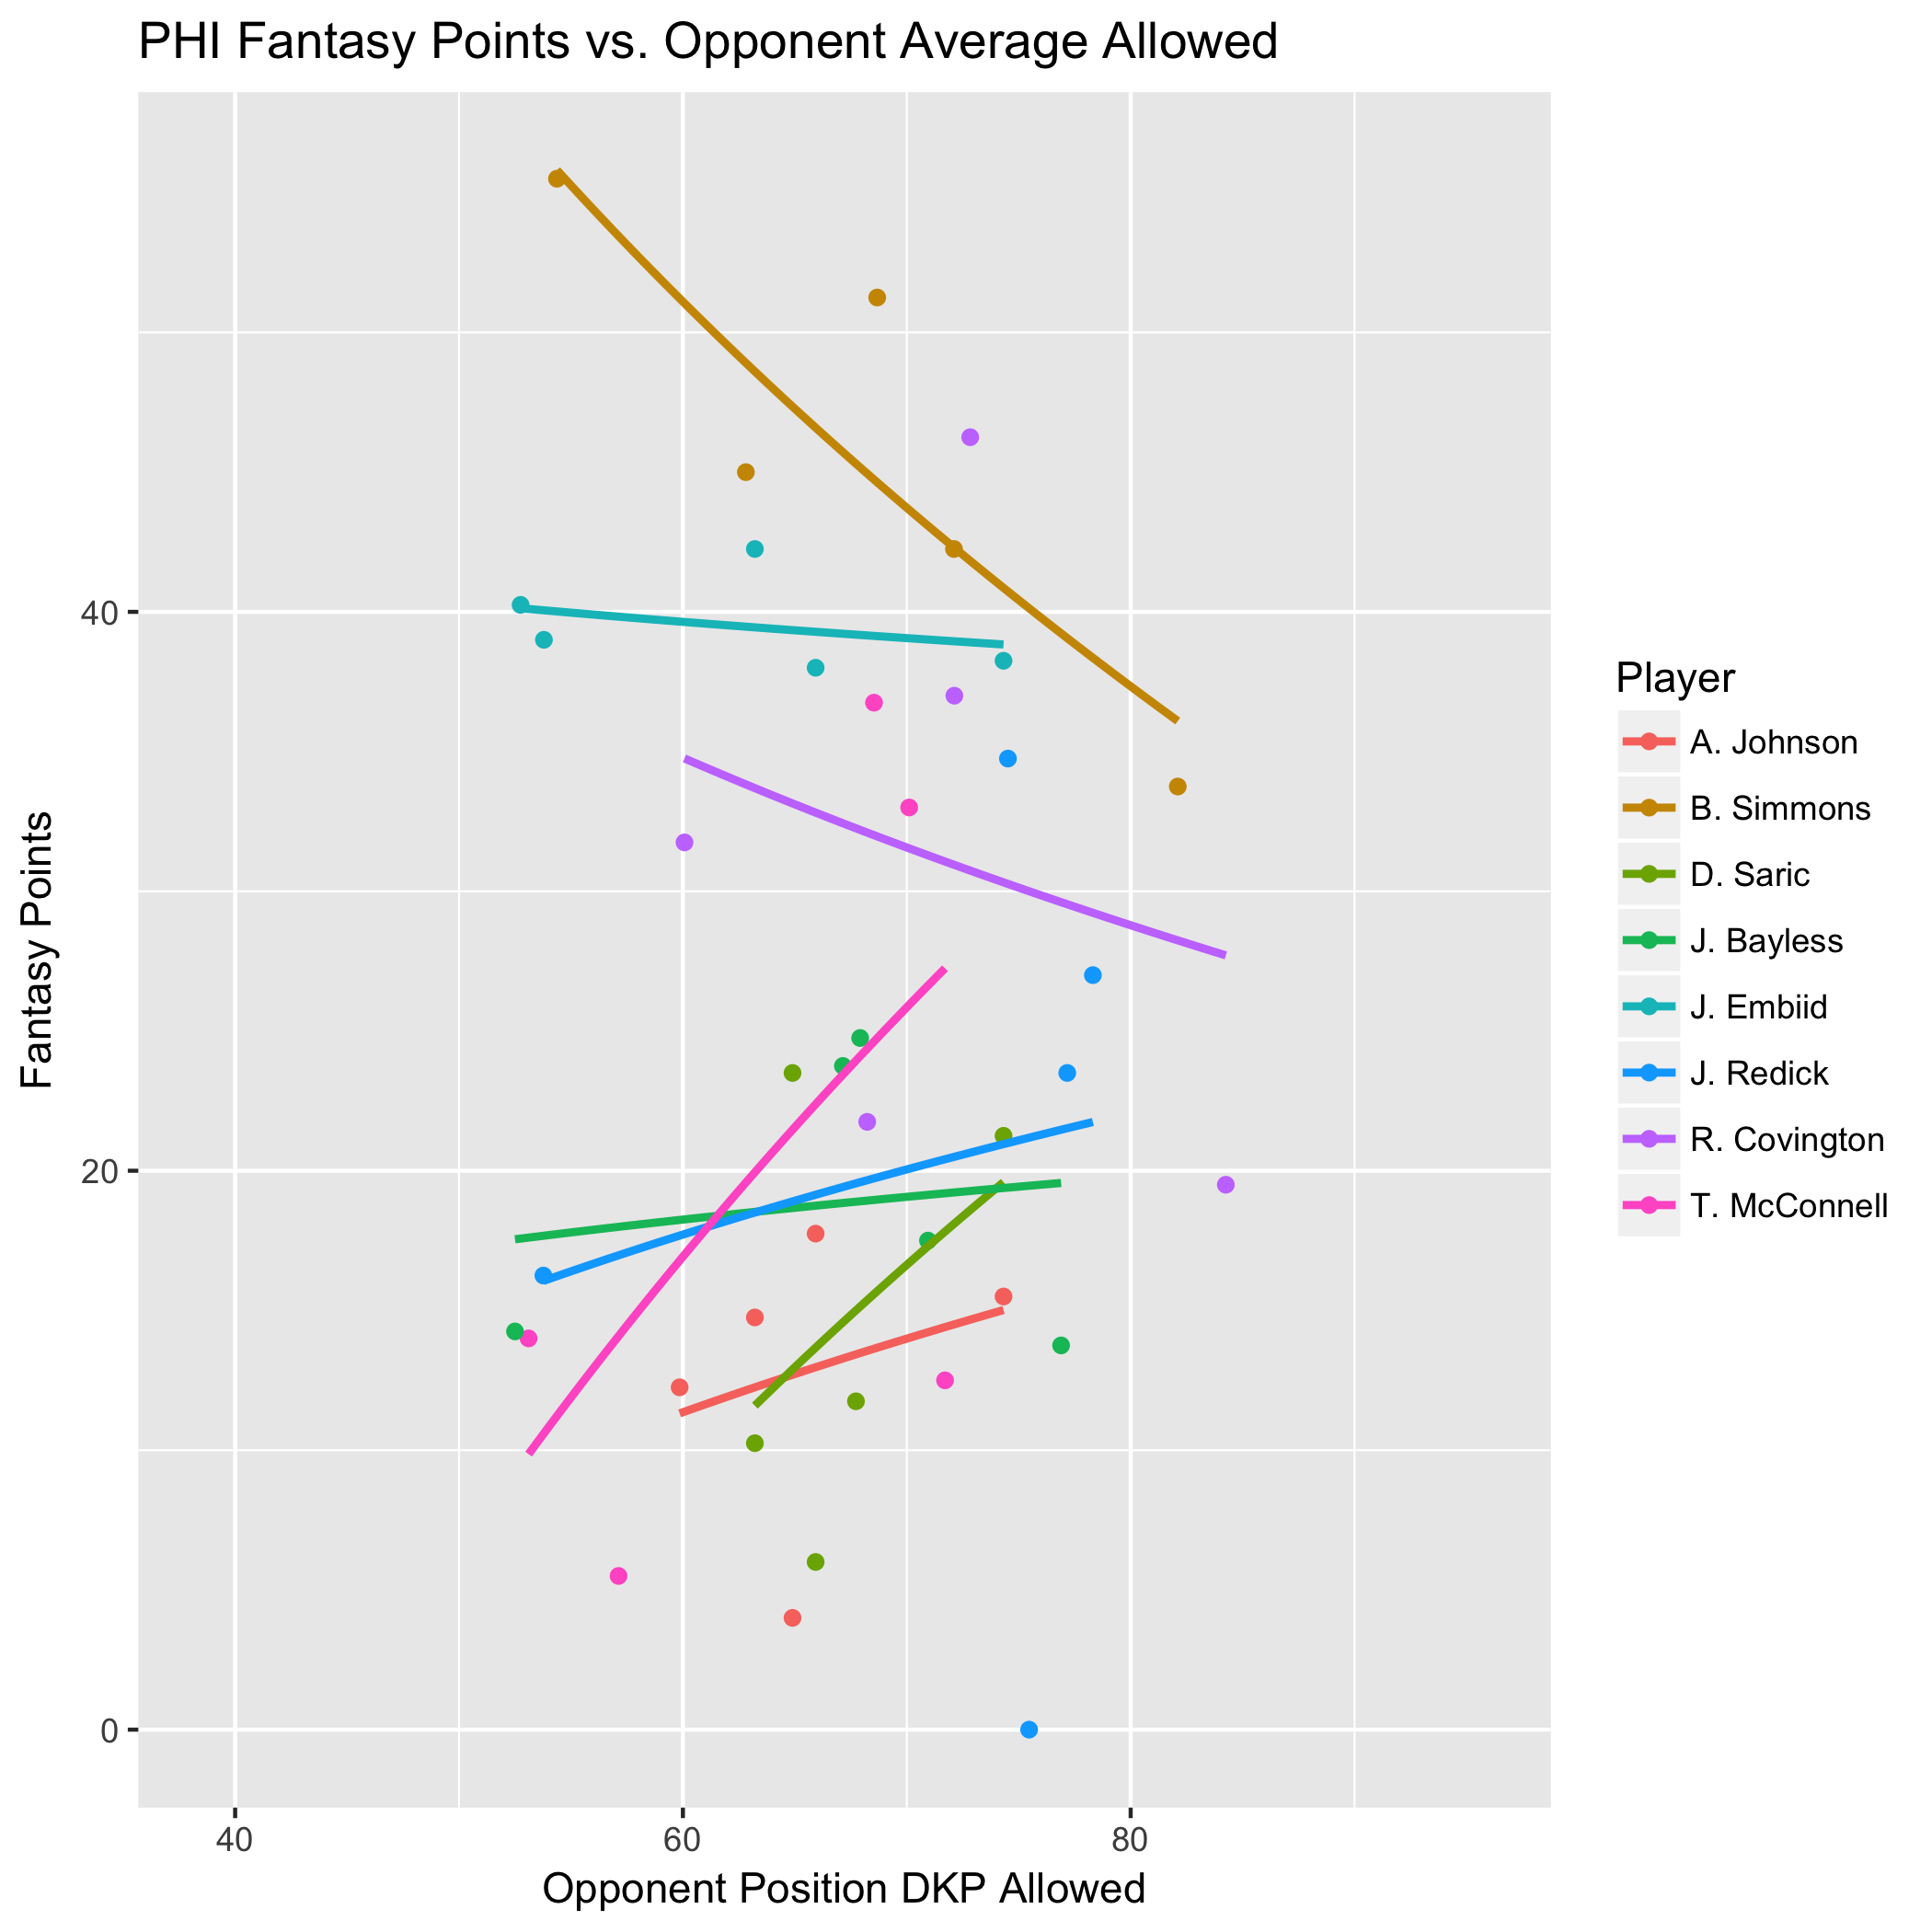 PHI Fantasy Points vs. Opponent Average Allowed
Fantasy Points
40
20
0
40 60 80
Opponent Position DKP Allowed
Player
A. Johnson
B. Simmons
D. Saric
J. Bayless
J. Embiid
J. Redick
R. Covington
T. McConnell